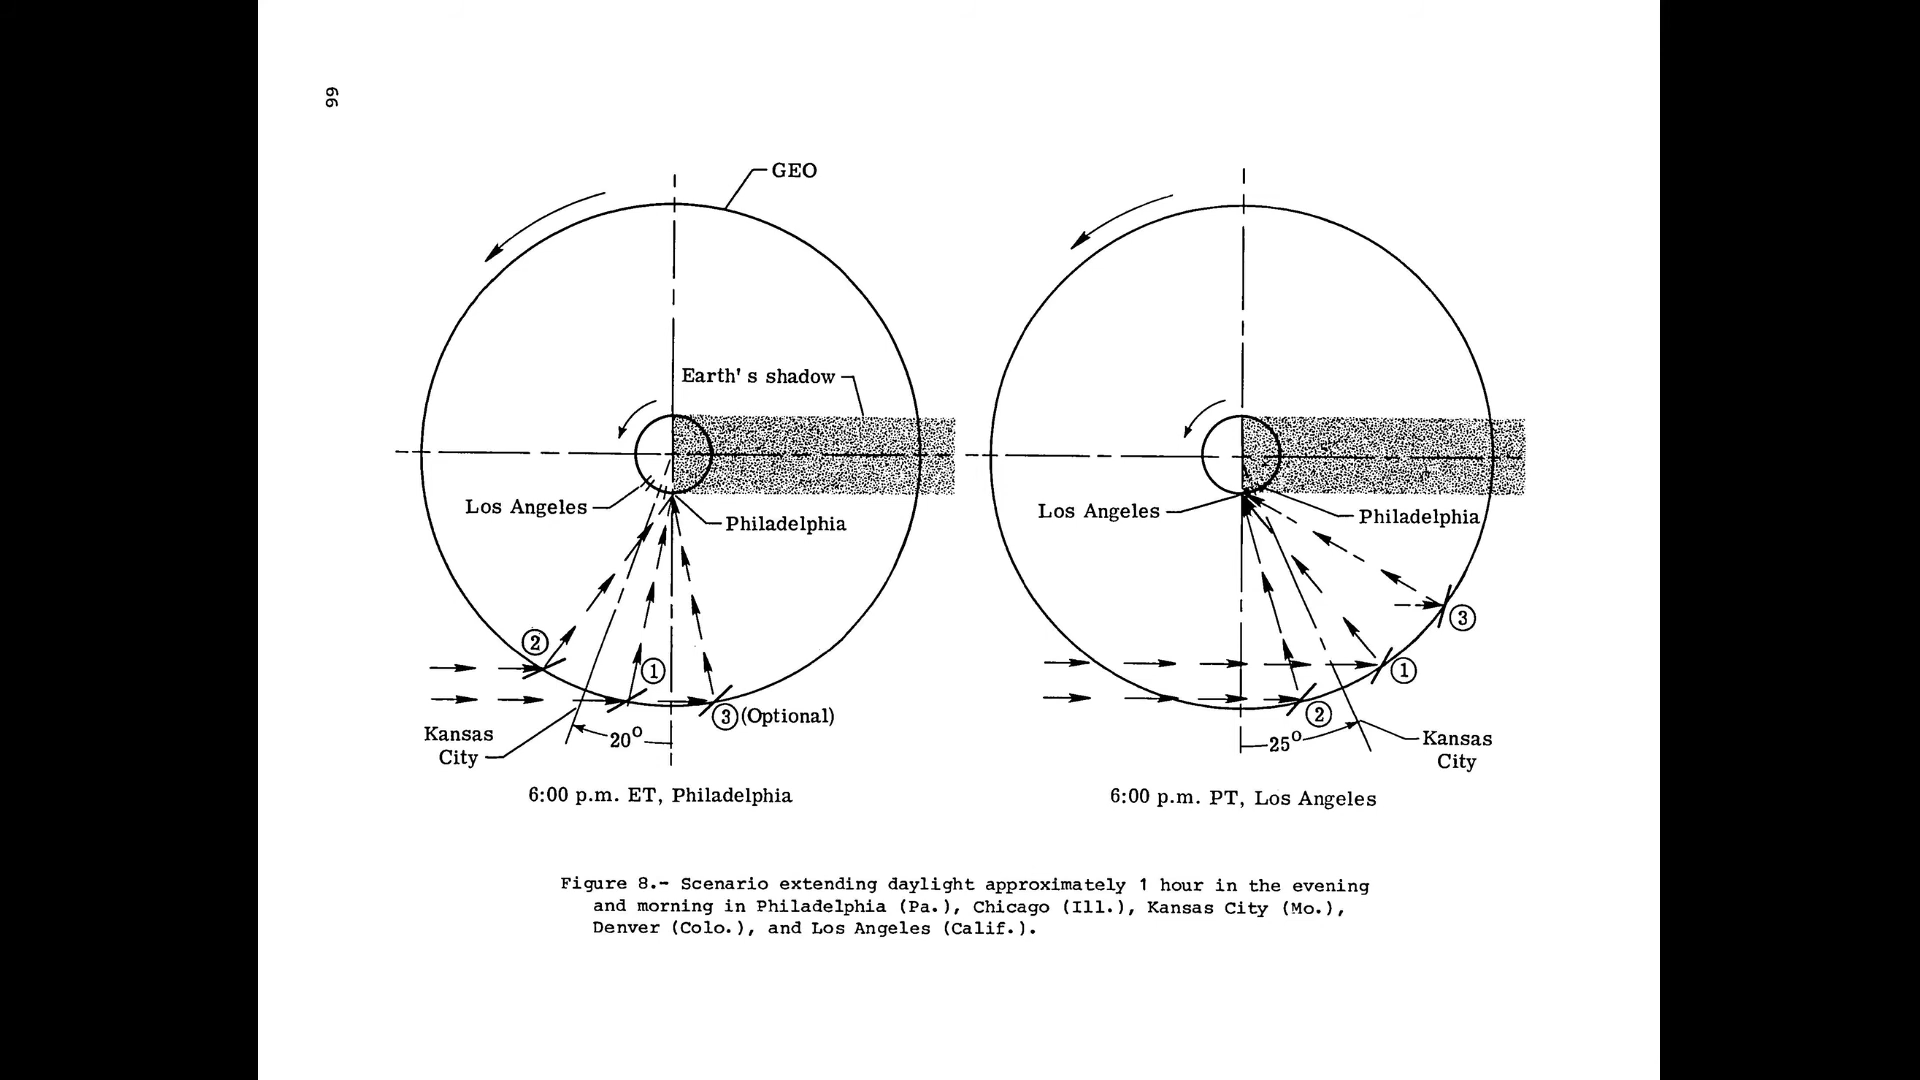 66
GEO
Earth's shadow
Los Angeles
Philadelphia
2
1
3 (Optional)
Kansas
City
20°
6:00 p.m. ET, Philadelphia
Los Angeles
Philadelphia
3
1
2
25°
Kansas
City
6:00 p.m. PT, Los Angeles
Figure 8.- Scenario extending daylight approximately 1 hour in the evening
and morning in Philadelphia (Pa.), Chicago (Ill.), Kansas City (Mo.),
Denver (Colo.), and Los Angeles (Calif.).